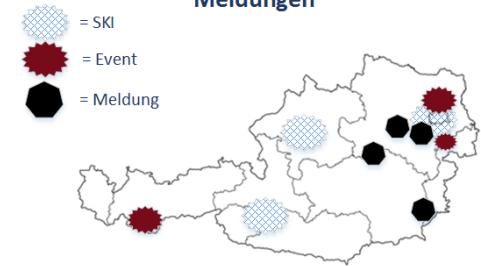 Meldungen
= SKI
= Event
= Meldung